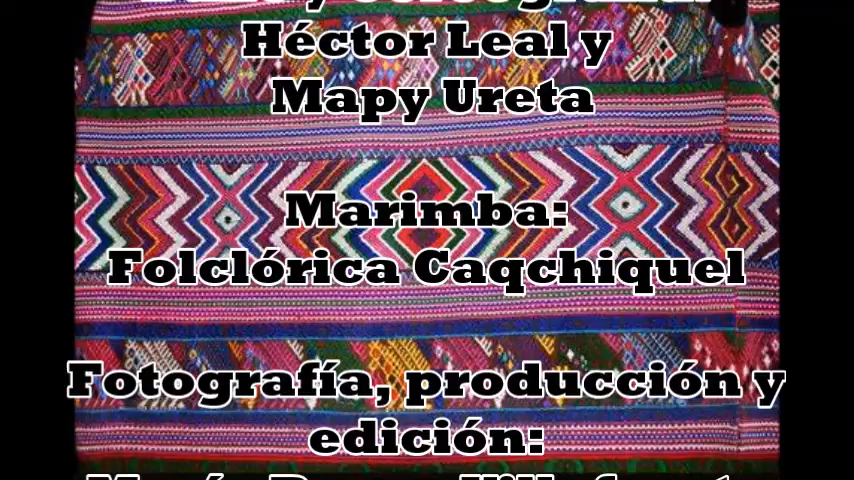 Héctor Leal y
Mapy Ureta
Marimba:
Folclórica Caqchiquel
Fotografía, producción y
edición: